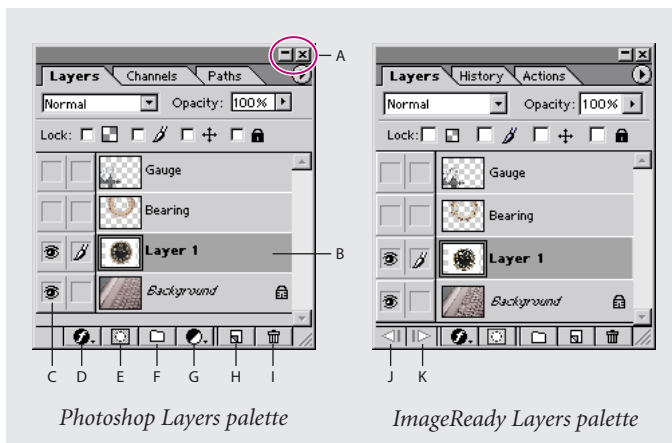 A
Layers Channels Paths
Normal Opacity: 100%
Lock:
Gauge
Bearing
Layer 1
B
Background
C D E F G H I
Photoshop Layers palette
Layers History Actions
Normal Opacity: 100%
Lock:
Gauge
Bearing
Layer 1
Background
J K
ImageReady Layers palette